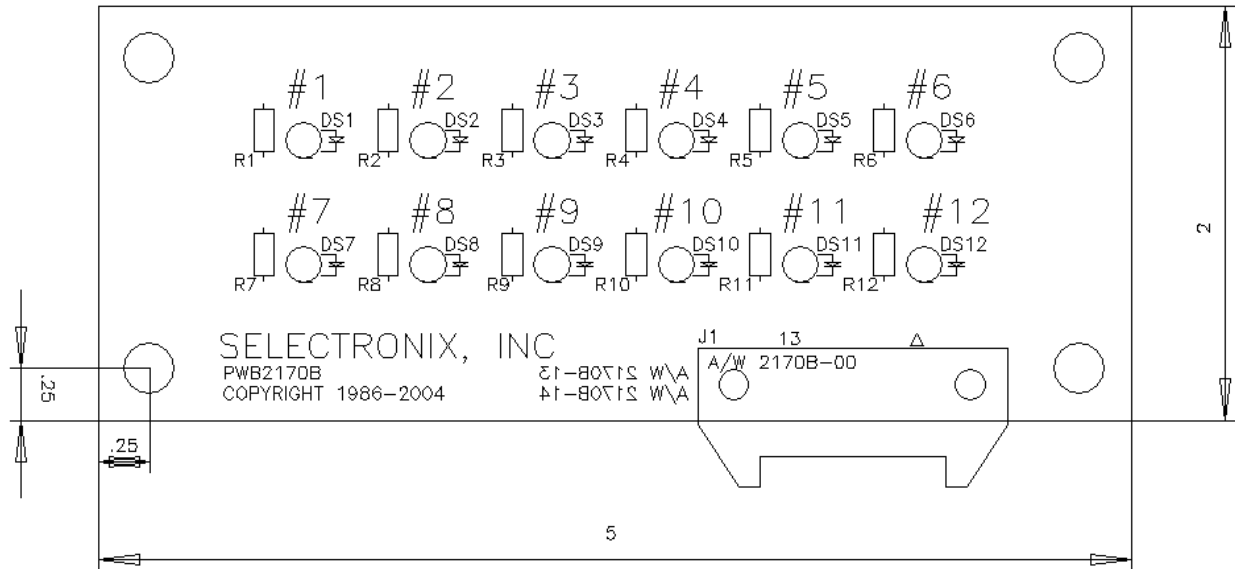 #1 #2 #3 #4 #5 #6
DS1 DS2 DS3 DS4 DS5 DS6
R1 R2 R3 R4 R5 R6
#7 #8 #9 #10 #11 #12
DS7 DS8 DS9 DS10 DS11 DS12
R7 R8 R9 R10 R11 R12
2
SELECTRONIX, INC
PWB2170B
COPYRIGHT 1986-2004
A/W 2170B-13
A/W 2170B-14
J1 13
A/W 2170B-00
.25
.25
5